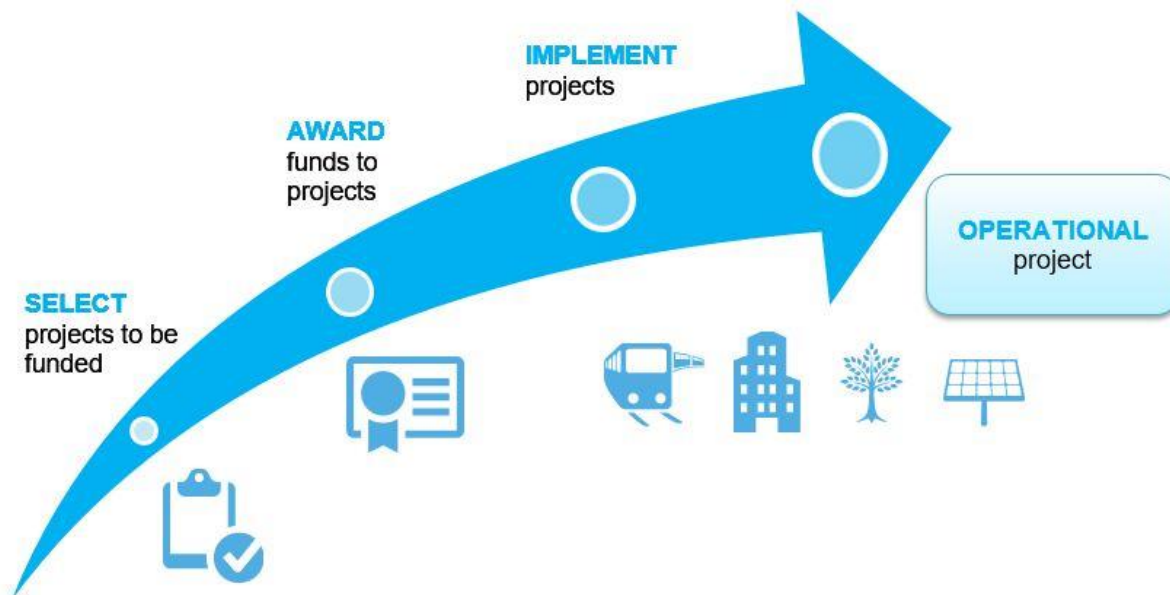 IMPLEMENT
projects
AWARD
funds to
projects
SELECT
projects to be
funded
OPERATIONAL
project